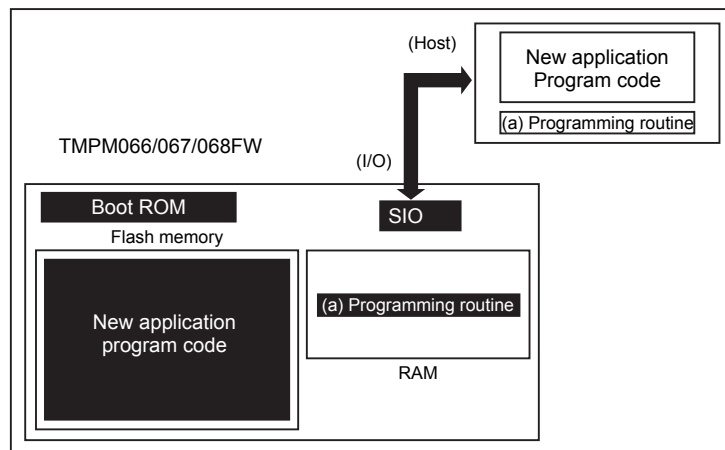 (Host)
New application
Program code
(a) Programming routine
TMPM066/067/068FW
(I/O)
Boot ROM
SIO
Flash memory
New application
program code
(a) Programming routine
RAM